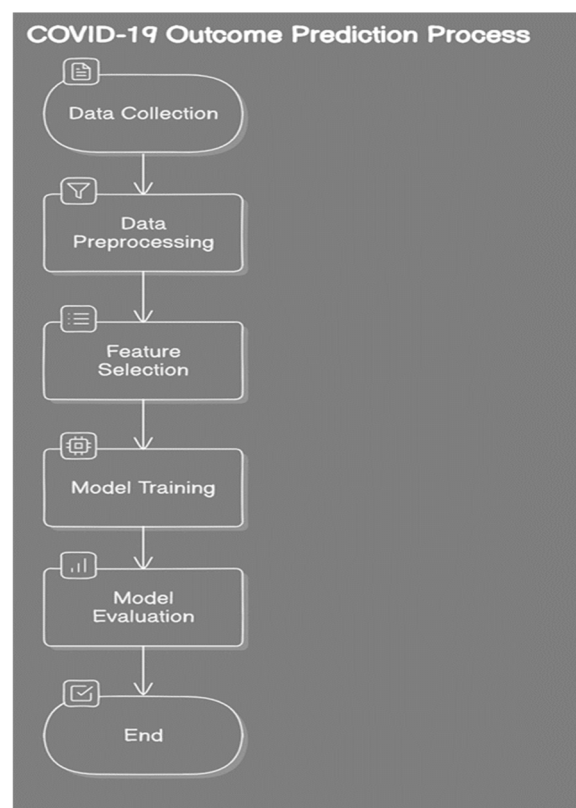 COVID-19 Outcome Prediction Process
Data Collection
Data
Preprocessing
Feature
Selection
Model Training
Model
Evaluation
End